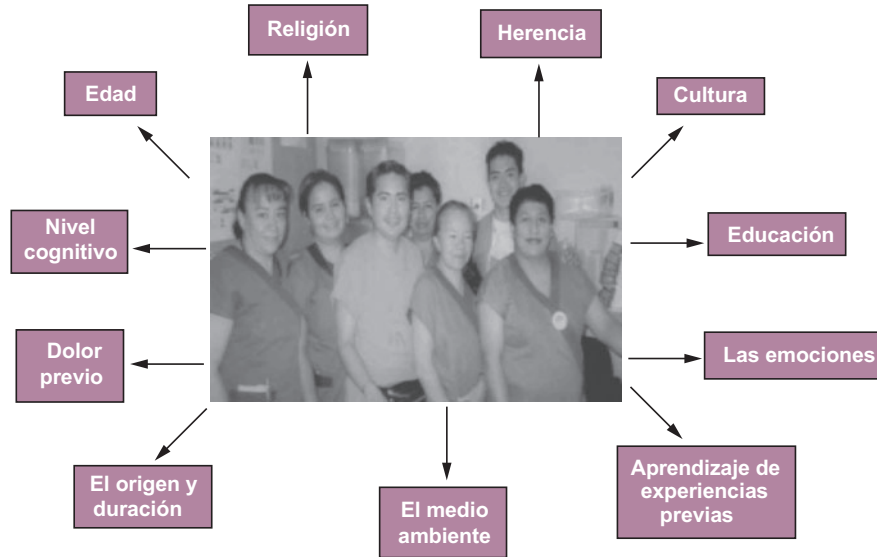 Religión
Herencia
Edad
Cultura
Nivel
cognitivo
Educación
Dolor
previo
Las emociones
El origen y
duración
El medio
ambiente
Aprendizaje de
experiencias
previas